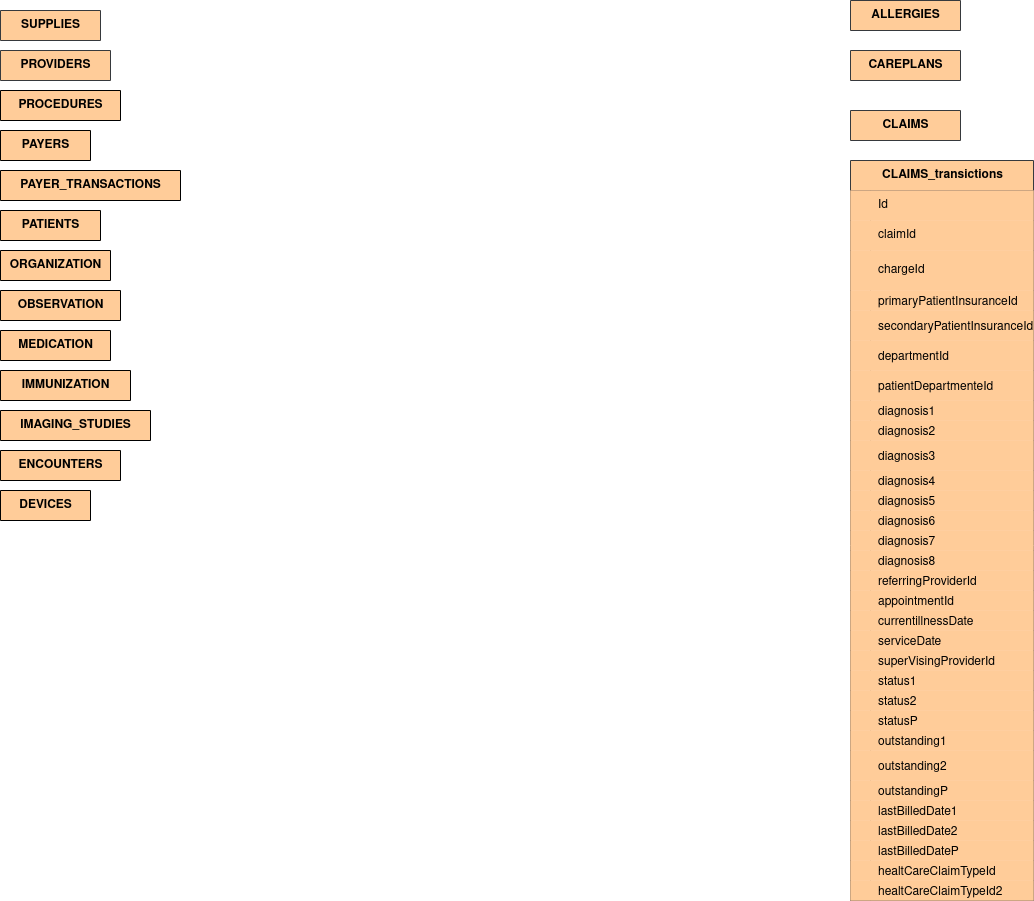 SUPPLIES
PROVIDERS
PROCEDURES
PAYERS
PAYER_TRANSACTIONS
PATIENTS
ORGANIZATION
OBSERVATION
MEDICATION
IMMUNIZATION
IMAGING_STUDIES
ENCOUNTERS
DEVICES
ALLERGIES
CAREPLANS
CLAIMS
CLAIMS_transictions
Id
claimId
chargeId
primaryPatientInsuranceId
secondaryPatientInsuranceId
departmentId
patientDepartmenteId
diagnosis1
diagnosis2
diagnosis3
diagnosis4
diagnosis5
diagnosis6
diagnosis7
diagnosis8
referringProviderId
appointmentId
currentillnessDate
serviceDate
superVisingProviderId
status1
status2
statusP
outstanding1
outstanding2
outstandingP
lastBilledDate1
lastBilledDate2
lastBilledDateP
healtCareClaimTypeId
healtCareClaimTypeId2